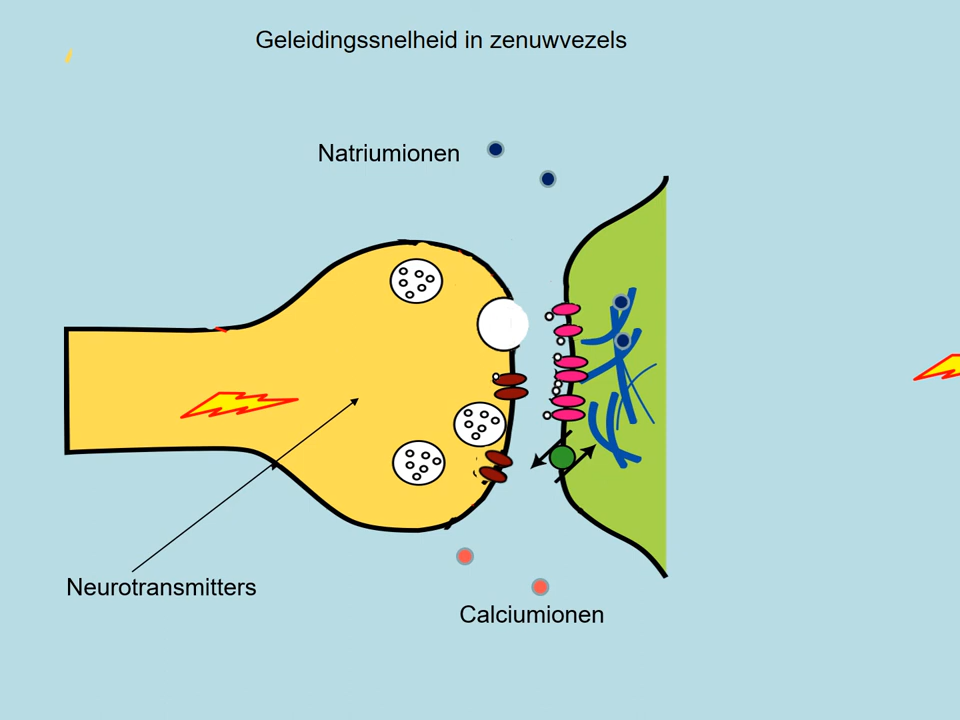 Geleidingssnelheid in zenuwvezels
Natriumionen
Neurotransmitters
Calciumionen